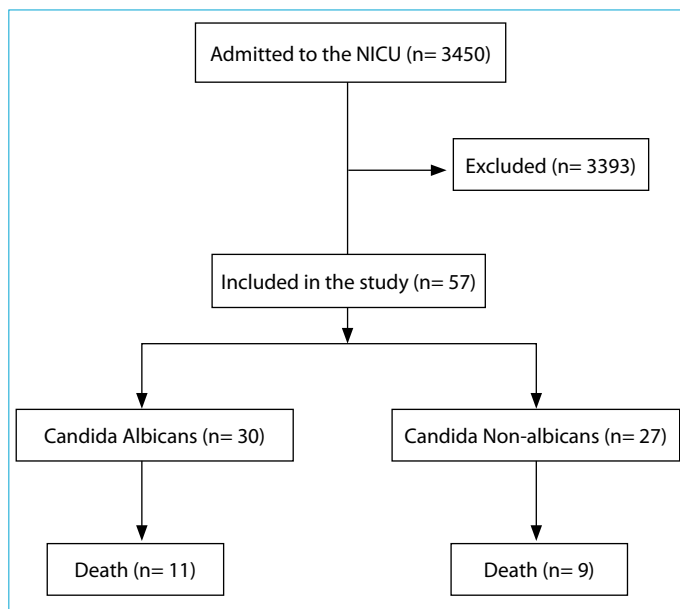 Admitted to the NICU (n= 3450)
Excluded (n= 3393)
Included in the study (n= 57)
Candida Albicans (n= 30)
Candida Non-albicans (n= 27)
Death (n= 11)
Death (n= 9)